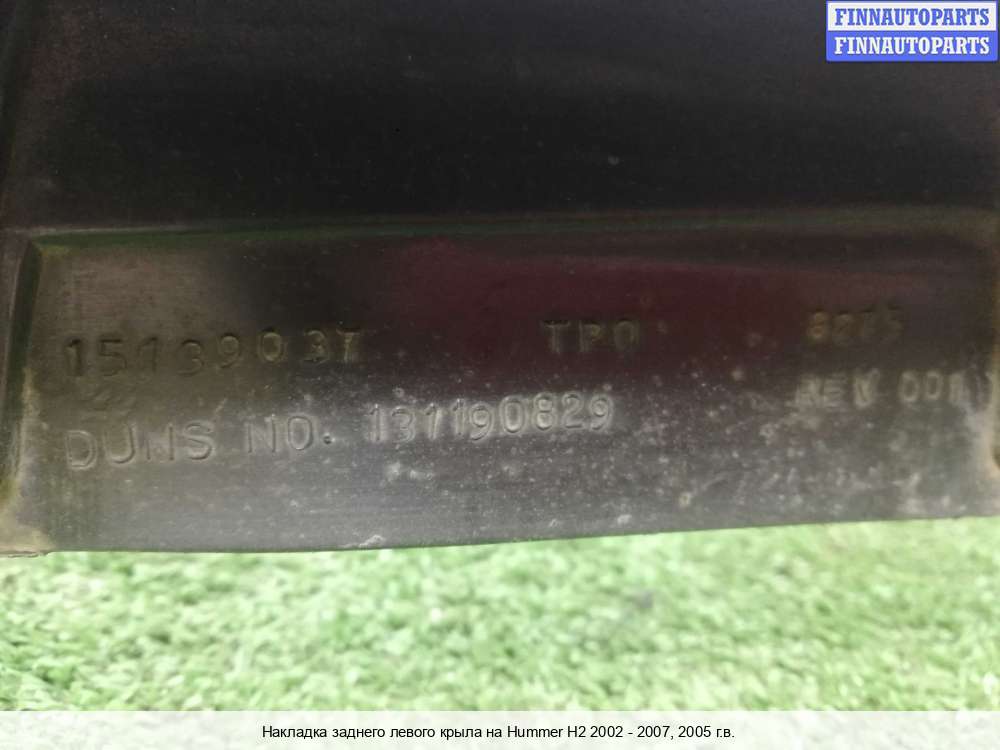 FINNAUTOPARTS
FINNAUTOPARTS
15139037 TPO 8275
DUNS NO. 131190829 REV 001
Накладка заднего левого крыла на Hummer H2 2002 - 2007, 2005 г.в.